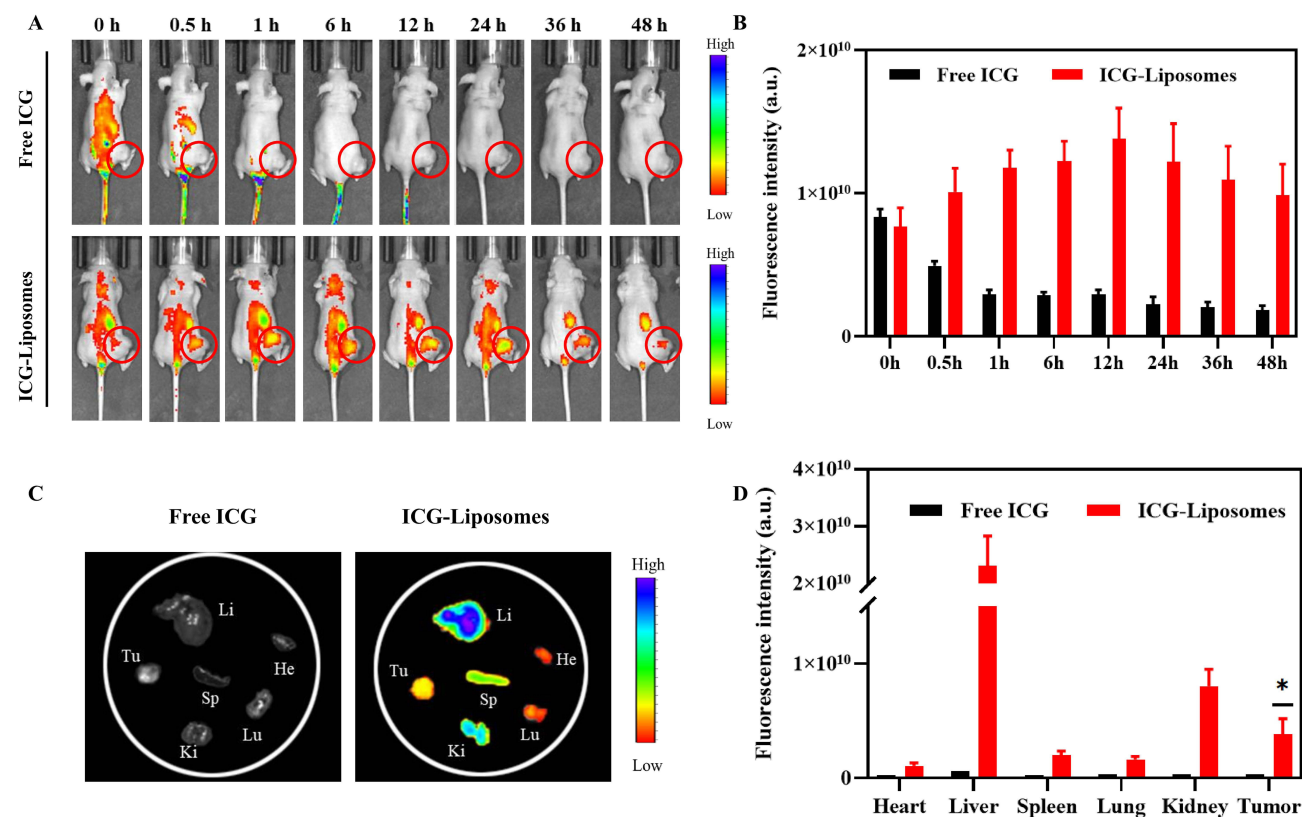 A
0 h 0.5 h 1 h 6 h 12 h 24 h 36 h 48 h
Free ICG
High
Low
ICG-Liposomes
High
Low
B
Fluorescence intensity (a.u.)
2×10¹⁰
1×10¹⁰
0
Free ICG ICG-Liposomes
0h 0.5h 1h 6h 12h 24h 36h 48h
C
Free ICG ICG-Liposomes
Li
He
Tu
Sp
Lu
Ki
Li
He
Tu
Sp
Lu
Ki
High
Low
D
Fluorescence intensity (a.u.)
4×10¹⁰
3×10¹⁰
2×10¹⁰
1×10¹⁰
0
Free ICG ICG-Liposomes
*
Heart Liver Spleen Lung Kidney Tumor